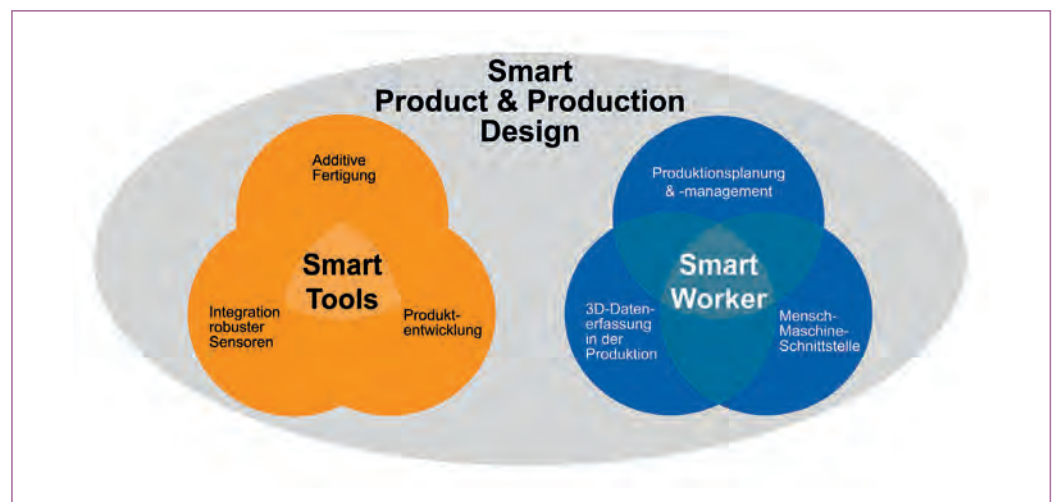 Smart
Product & Production
Design
Additive
Fertigung
Smart
Tools
Integration
robuster
Sensoren
Produkt-
entwicklung
Produktionsplanung
& -management
Smart
Worker
3D-Daten-
erfassung
in der
Produktion
Mensch-
Maschine-
Schnittstelle